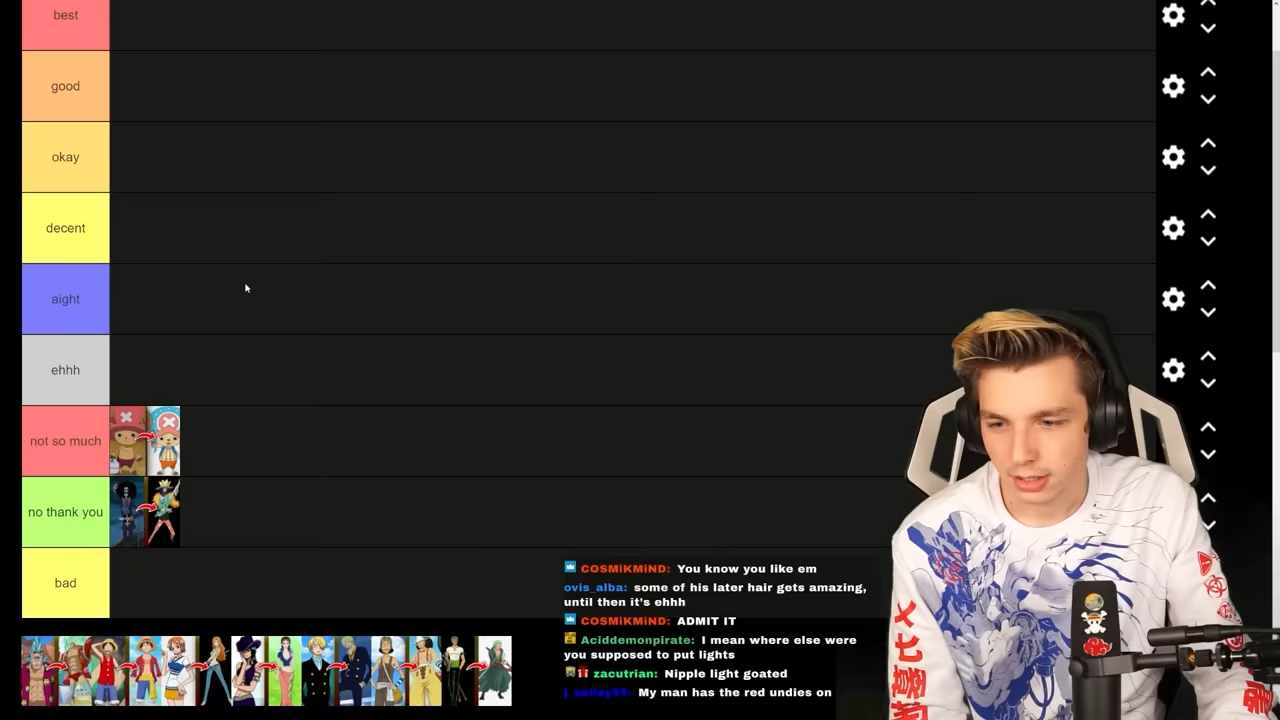 best
good
okay
decent
aight
ehhh
not so much
no thank you
bad
COSMiKMiND: You know you like em
ovis_alba: some of his later hair gets amazing,
until then it's ehhh
COSMiKMiND: ADMIT IT
Aciddemonpirate: I mean where else were
you supposed to put lights
zacutrian: Nipple light goated
My man has the red undies on